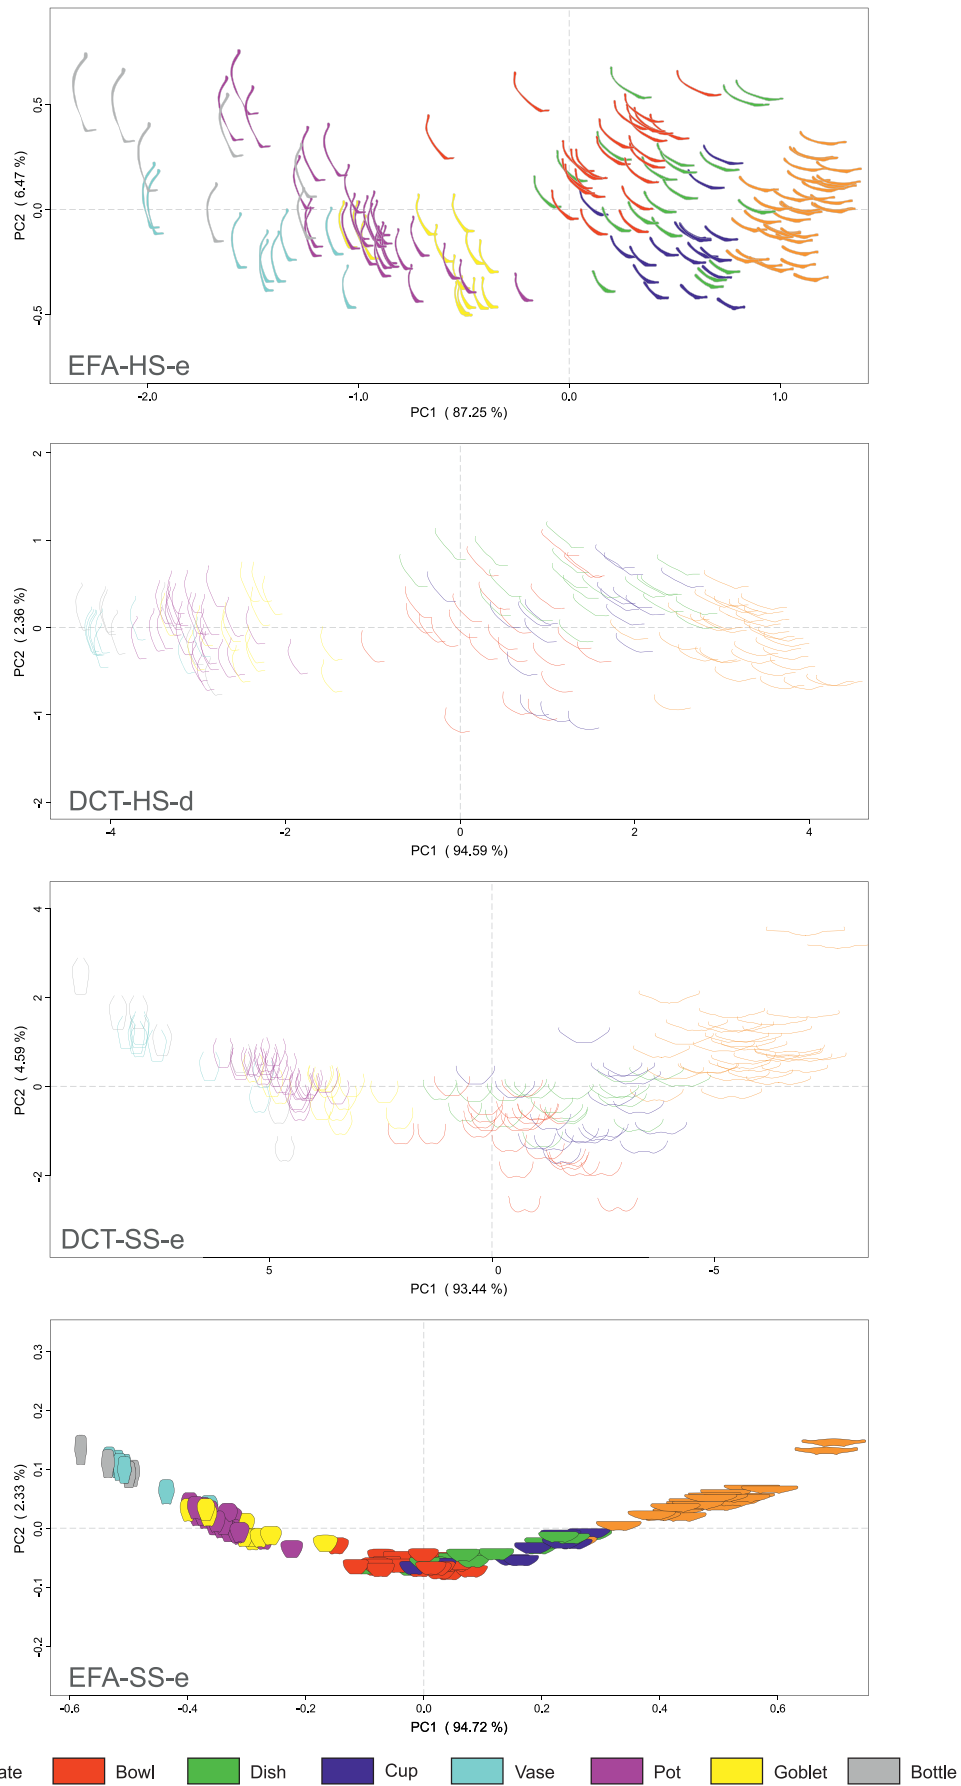 0.5
0.0
-0.5
PC2 ( 6.47 %)
EFA-HS-e
-2.0 -1.0 0.0 1.0
PC1 ( 87.25 %)
2
1
0
-1
-2
PC2 ( 2.36 %)
DCT-HS-d
-4 -2 0 2 4
PC1 ( 94.59 %)
4
2
0
-2
PC2 ( 4.59 %)
DCT-SS-e
5 0 -5
PC1 ( 93.44 %)
0.3
0.2
0.1
0.0
-0.1
-0.2
PC2 ( 2.33 %)
EFA-SS-e
-0.6 -0.4 -0.2 0.0 0.2 0.4 0.6
PC1 ( 94.72 %)
ate Bowl Dish Cup Vase Pot Goblet Bottle